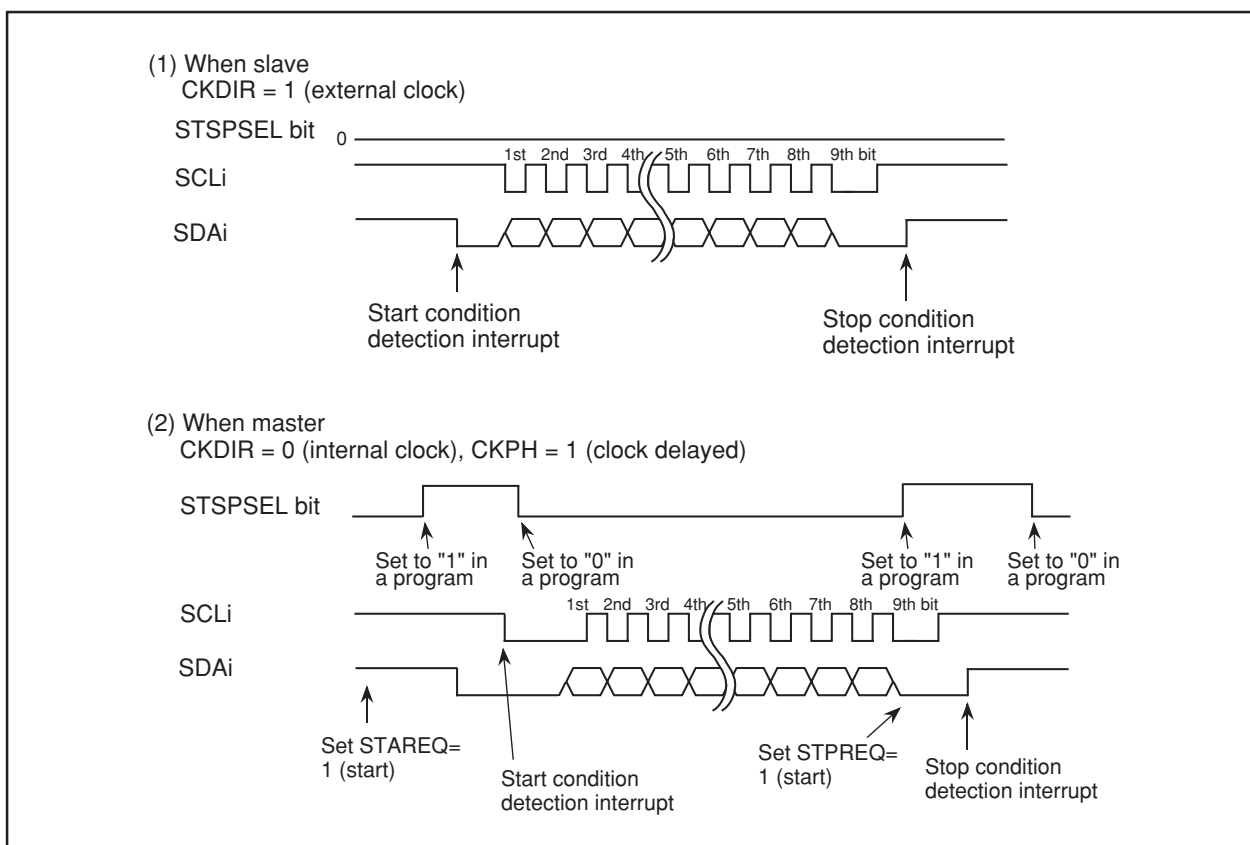 (1) When slave
CKDIR = 1 (external clock)
STSPSEL bit 0
1st 2nd 3rd 4th 5th 6th 7th 8th 9th bit
SCLi
SDAi
Start condition
detection interrupt
Stop condition
detection interrupt
(2) When master
CKDIR = 0 (internal clock), CKPH = 1 (clock delayed)
STSPSEL bit
Set to "1" in
a program
Set to "0" in
a program
Set to "1" in
a program
Set to "0" in
a program
1st 2nd 3rd 4th 5th 6th 7th 8th 9th bit
SCLi
SDAi
Set STAREQ=
1 (start)
Start condition
detection interrupt
Set STPREQ=
1 (start)
Stop condition
detection interrupt